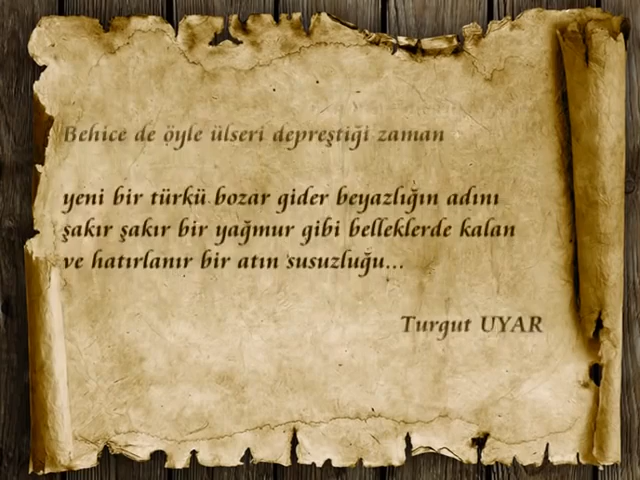 Behice de öyle ülseri depreştiği zaman
yeni bir türkü bozar gider beyazlığın adını
şakır şakır bir yağmur gibi belleklerde kalan
ve hatırlanır bir atın susuzluğu...
Turgut UYAR